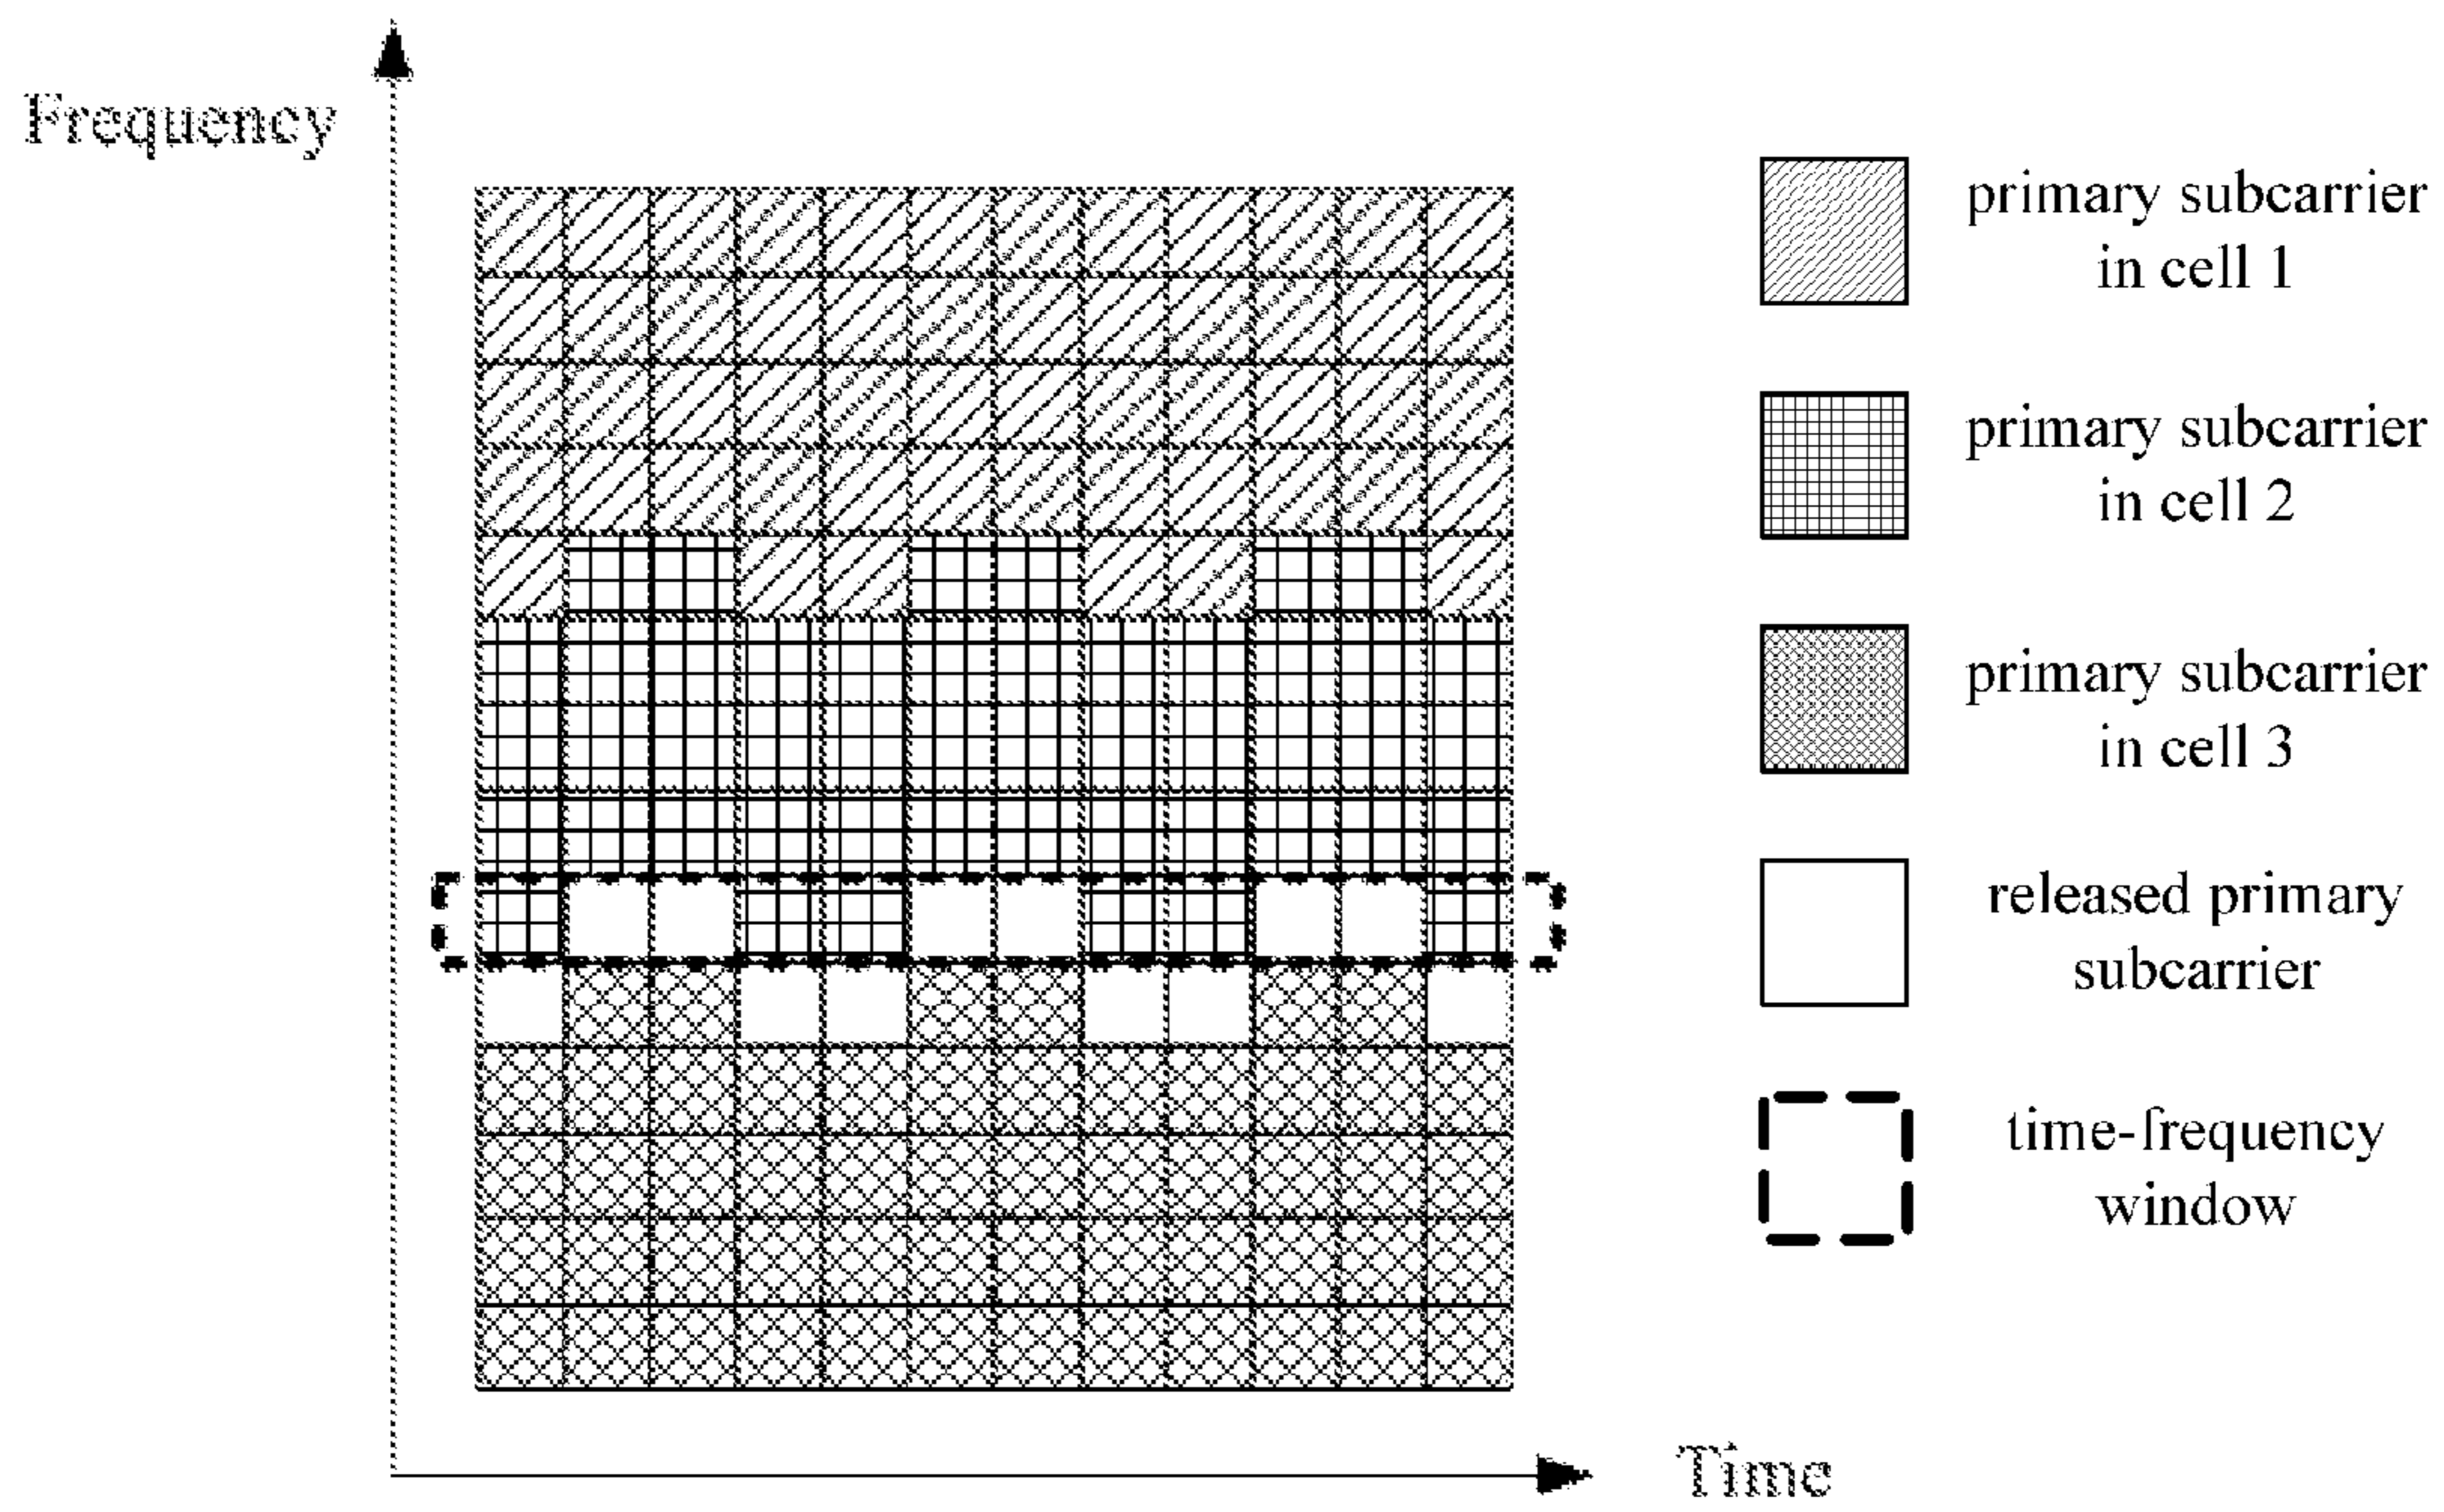 Frequency
primary subcarrier
in cell 1
primary subcarrier
in cell 2
primary subcarrier
in cell 3
released primary
subcarrier
time-frequency
window
Time